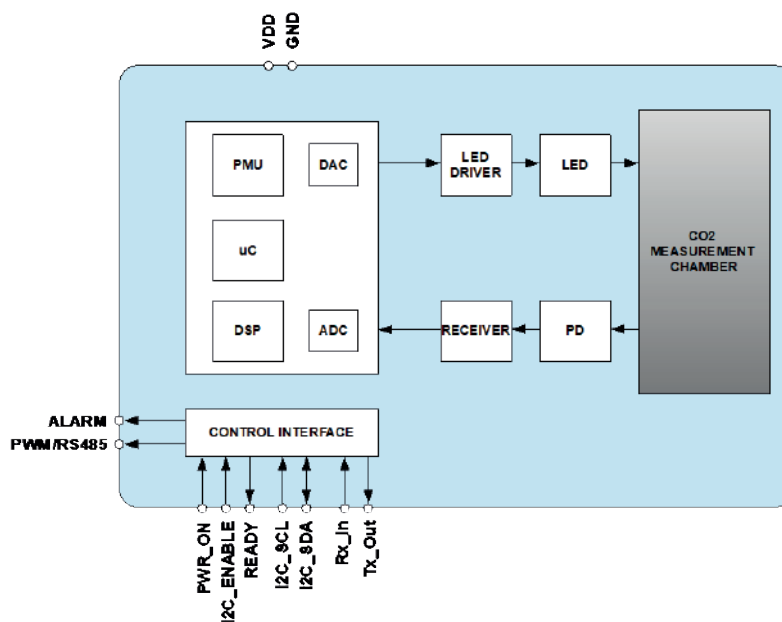 VDD
GND
PMU
DAC
LED
DRIVER
LED
CO2
MEASUREMENT
CHAMBER
uC
DSP
ADC
RECEIVER
PD
ALARM
PWM/RS485
CONTROL INTERFACE
PWR_ON
I2C_ENABLE
READY
I2C_SCL
I2C_SDA
Rx_In
Tx_Out